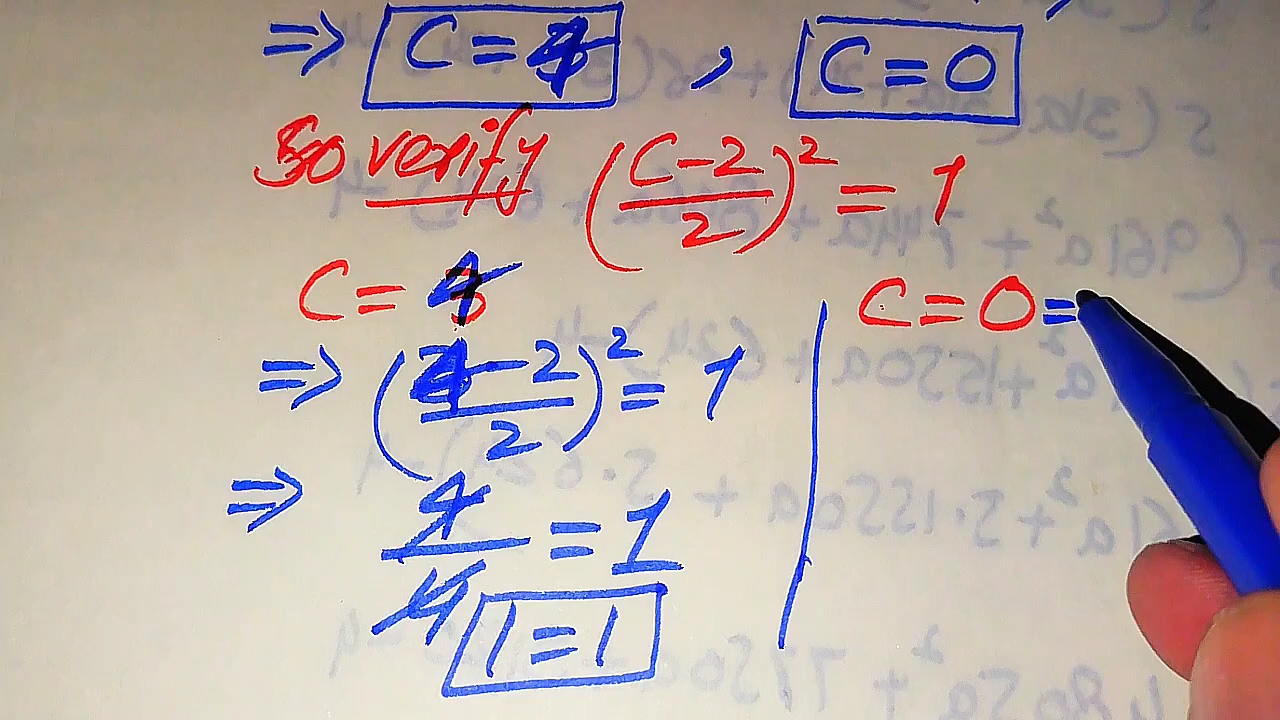 => C = 4 , C = 0
So verify ((C-2)/2)² = 1
C = 4
C = 0 =
=> ((4-2)/2)² = 1
=> 4/4 = 1
1 = 1